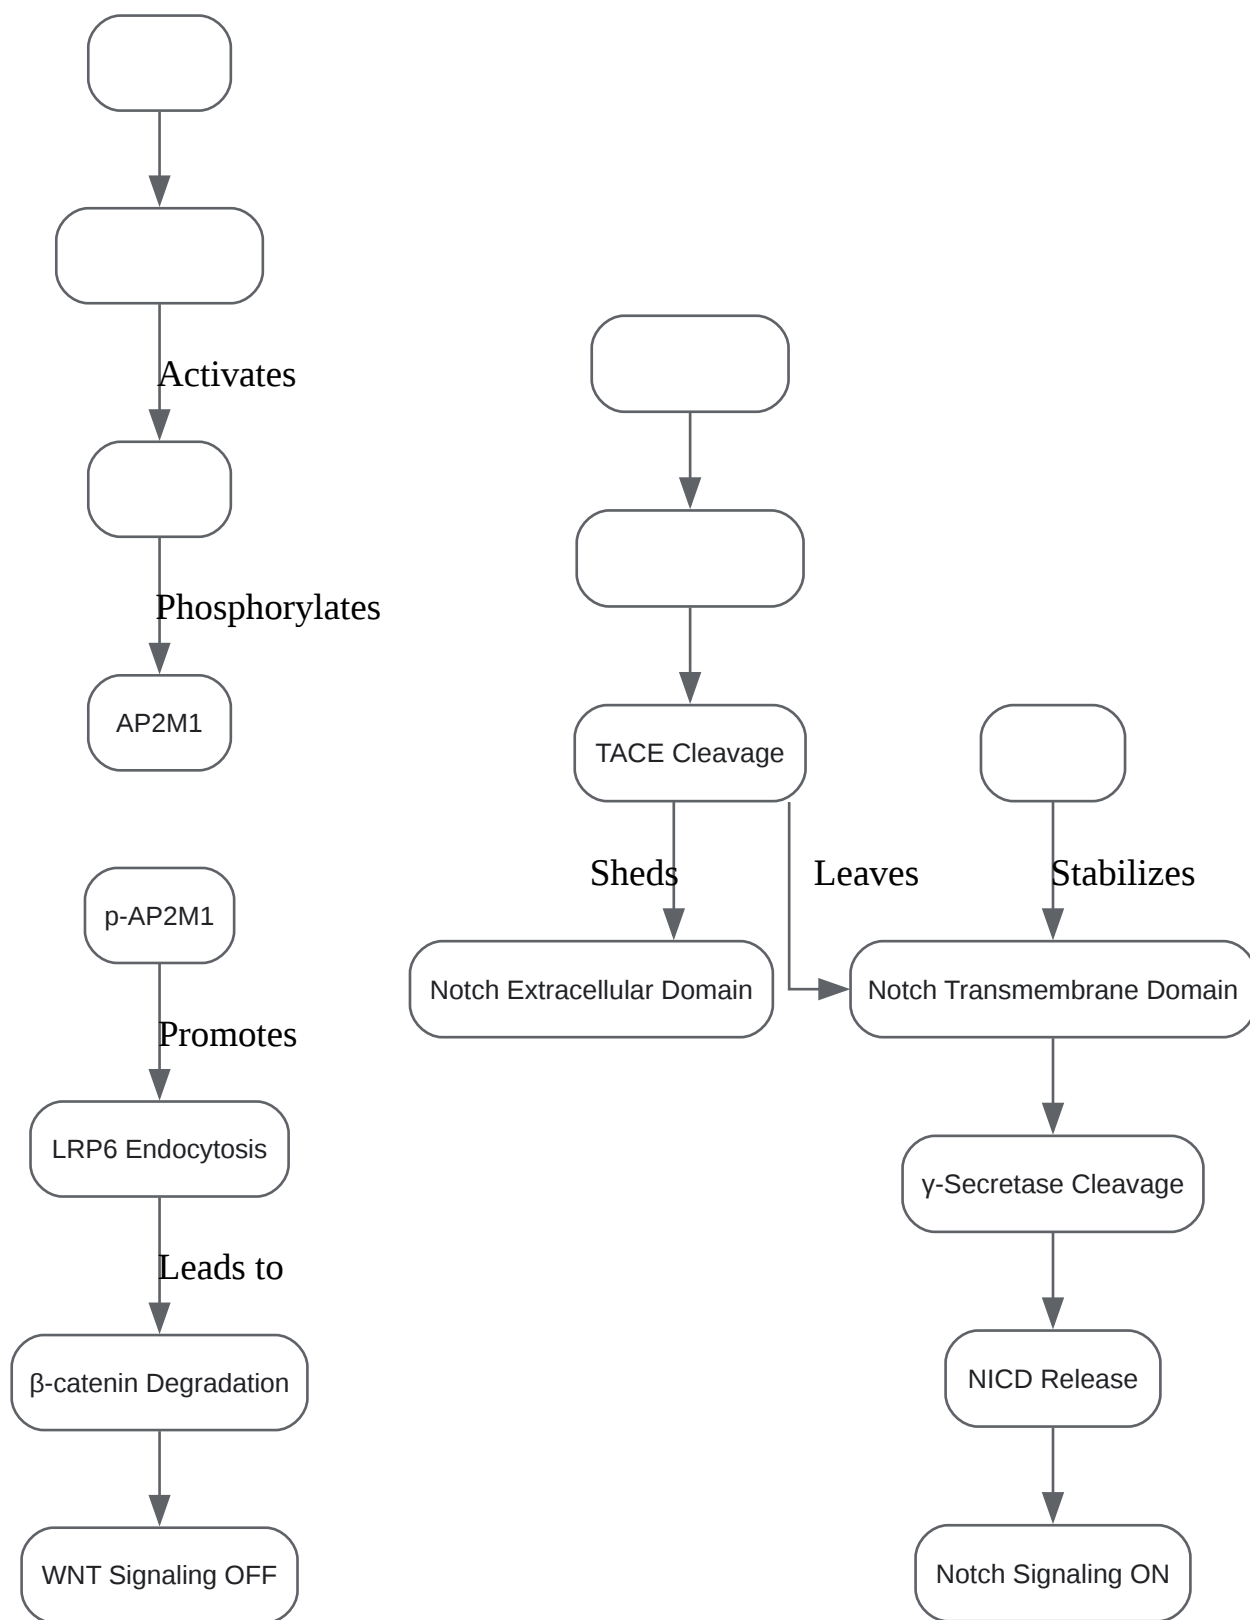 Activates
Phosphorylates
AP2M1
p-AP2M1
Promotes
LRP6 Endocytosis
Leads to
β-catenin Degradation
WNT Signaling OFF
TACE Cleavage
Sheds
Leaves
Stabilizes
Notch Extracellular Domain
Notch Transmembrane Domain
γ-Secretase Cleavage
NICD Release
Notch Signaling ON